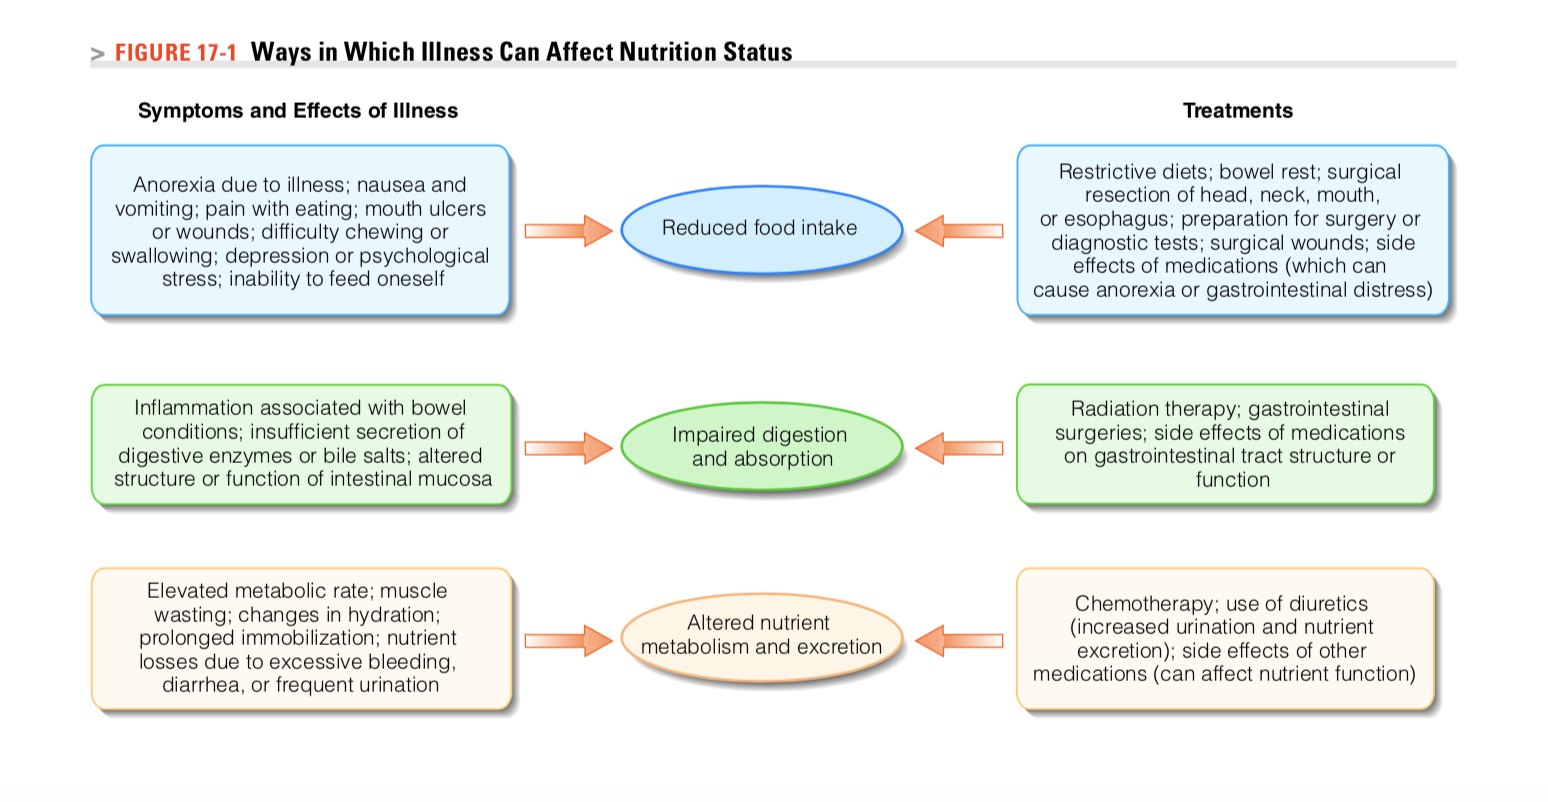 > FIGURE 17-1 Ways in Which Illness Can Affect Nutrition Status
Symptoms and Effects of Illness
Treatments
Anorexia due to illness; nausea and
vomiting; pain with eating; mouth ulcers
or wounds; difficulty chewing or
swallowing; depression or psychological
stress; inability to feed oneself
Reduced food intake
Restrictive diets; bowel rest; surgical
resection of head, neck, mouth,
or esophagus; preparation for surgery or
diagnostic tests; surgical wounds; side
effects of medications (which can
cause anorexia or gastrointestinal distress)
Inflammation associated with bowel
conditions; insufficient secretion of
digestive enzymes or bile salts; altered
structure or function of intestinal mucosa
Impaired digestion
and absorption
Radiation therapy; gastrointestinal
surgeries; side effects of medications
on gastrointestinal tract structure or
function
Elevated metabolic rate; muscle
wasting; changes in hydration;
prolonged immobilization; nutrient
losses due to excessive bleeding,
diarrhea, or frequent urination
Altered nutrient
metabolism and excretion
Chemotherapy; use of diuretics
(increased urination and nutrient
excretion); side effects of other
medications (can affect nutrient function)